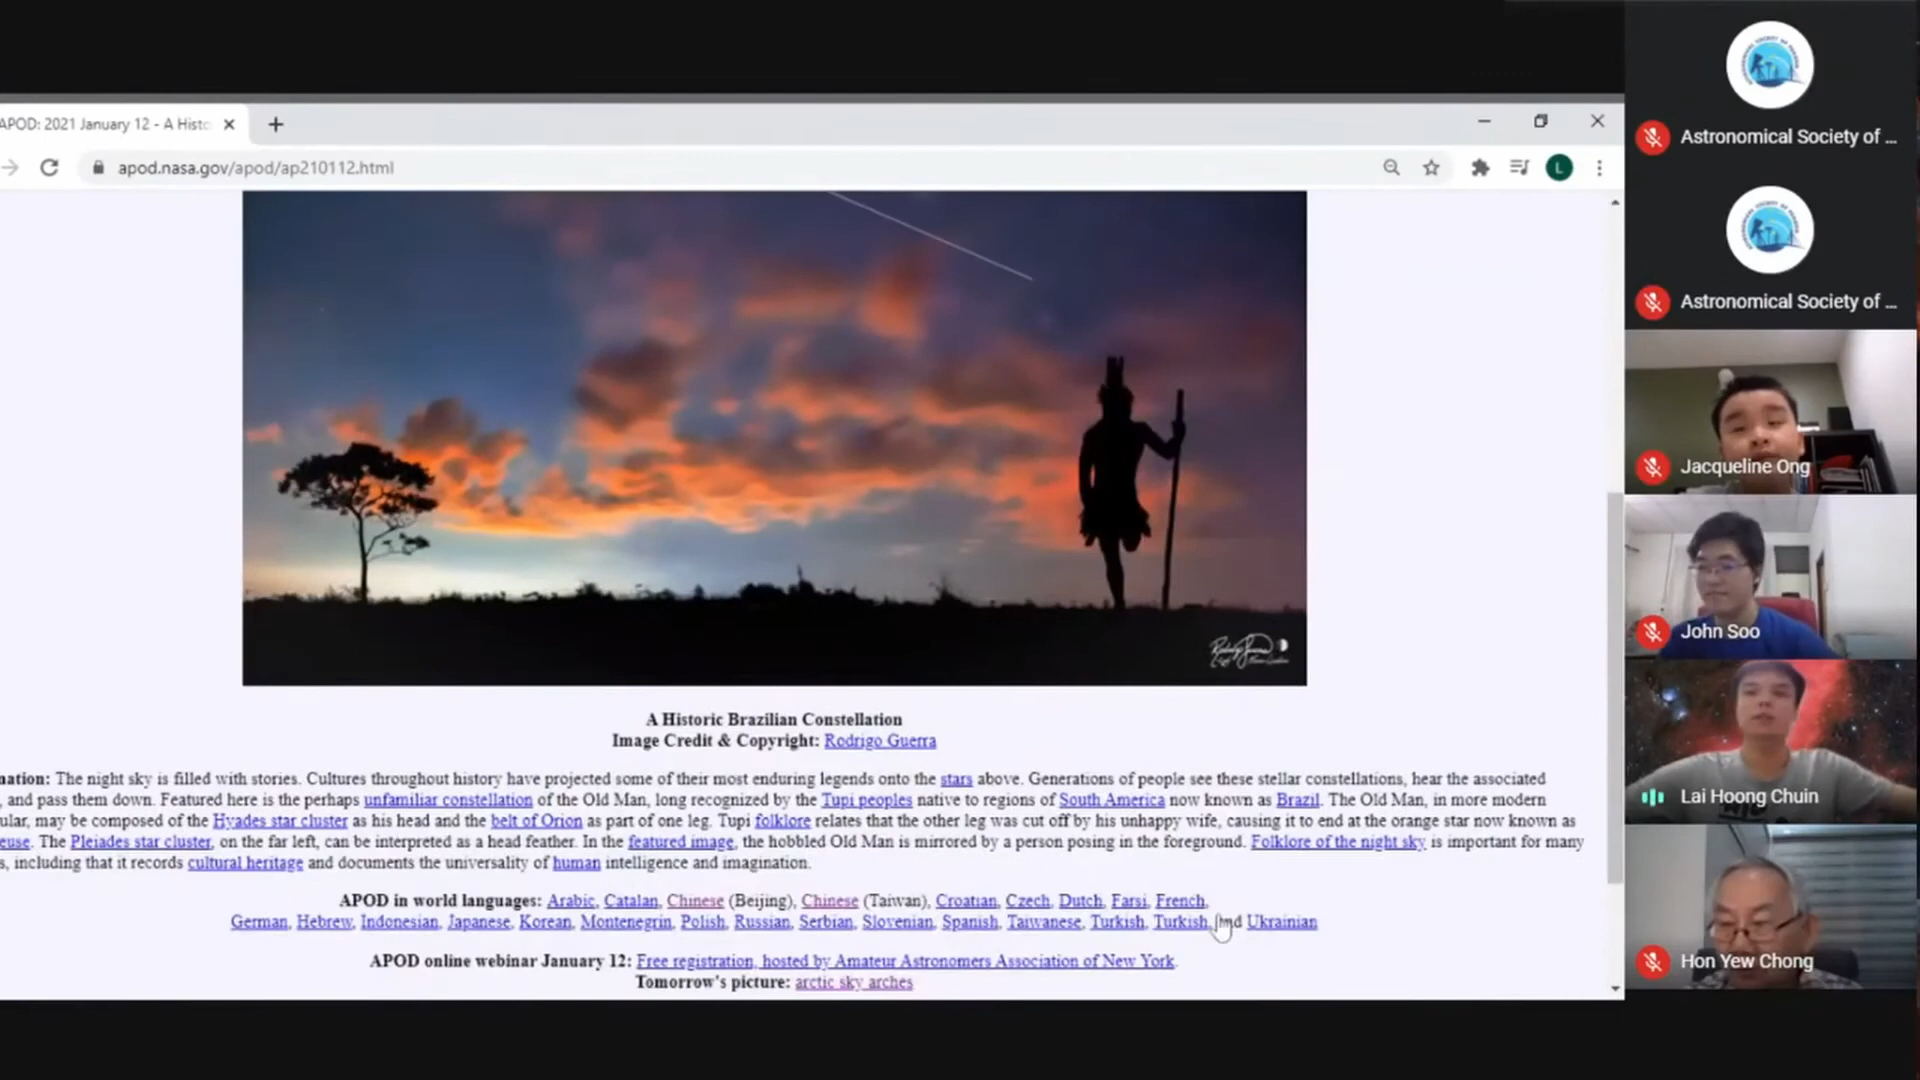 APOD: 2021 January 12 - A Histo
apod.nasa.gov/apod/ap210112.html
L
A Historic Brazilian Constellation
Image Credit & Copyright: Rodrigo Guerra
nation: The night sky is filled with stories. Cultures throughout history have projected some of their most enduring legends onto the stars above. Generations of people see these stellar constellations, hear the associated
, and pass them down. Featured here is the perhaps unfamiliar constellation of the Old Man, long recognized by the Tupi peoples native to regions of South America now known as Brazil. The Old Man, in more modern
ular, may be composed of the Hyades star cluster as his head and the belt of Orion as part of one leg. Tupi folklore relates that the other leg was cut off by his unhappy wife, causing it to end at the orange star now known as
euse. The Pleiades star cluster, on the far left, can be interpreted as a head feather. In the featured image, the hobbled Old Man is mirrored by a person posing in the foreground. Folklore of the night sky is important for many
s, including that it records cultural heritage and documents the universality of human intelligence and imagination.
APOD in world languages: Arabic, Catalan, Chinese (Beijing), Chinese (Taiwan), Croatian, Czech, Dutch, Farsi, French,
German, Hebrew, Indonesian, Japanese, Korean, Montenegrin, Polish, Russian, Serbian, Slovenian, Spanish, Taiwanese, Turkish, Turkish, and Ukrainian
APOD online webinar January 12: Free registration, hosted by Amateur Astronomers Association of New York.
Tomorrow's picture: arctic sky arches
Astronomical Society of ...
Astronomical Society of ...
Jacqueline Ong
John Soo
Lai Hoong Chuin
Hon Yew Chong